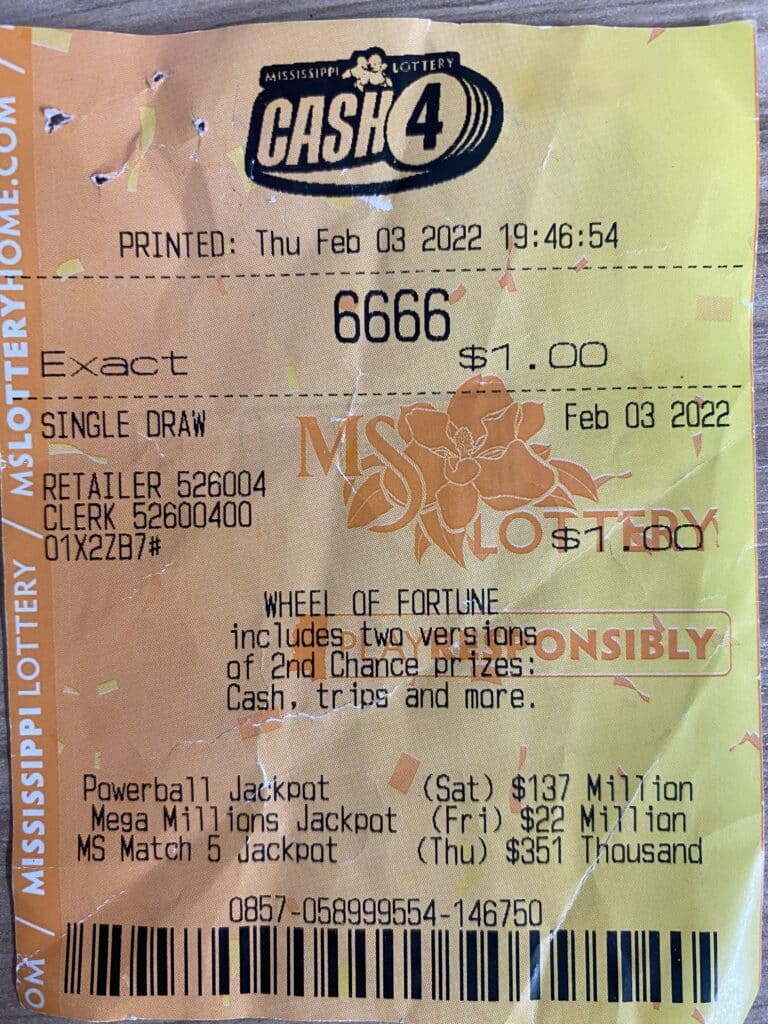 MISSISSIPPI LOTTERY
CASH 4
PRINTED: Thu Feb 03 2022 19:46:54
6666
Exact $1.00
SINGLE DRAW Feb 03 2022
MS
LOTTERY
RETAILER 526004
CLERK 52600400
01X2ZB7# $1.00
WHEEL OF FORTUNE
includes two versions
PLAY RESPONSIBLY
of 2nd Chance prizes:
Cash, trips and more.
Powerball Jackpot (Sat) $137 Million
Mega Millions Jackpot (Fri) $22 Million
MS Match 5 Jackpot (Thu) $351 Thousand
0857-058999554-146750
OM / MISSISSIPPI LOTTERY / MSLOTTERYHOME.COM /